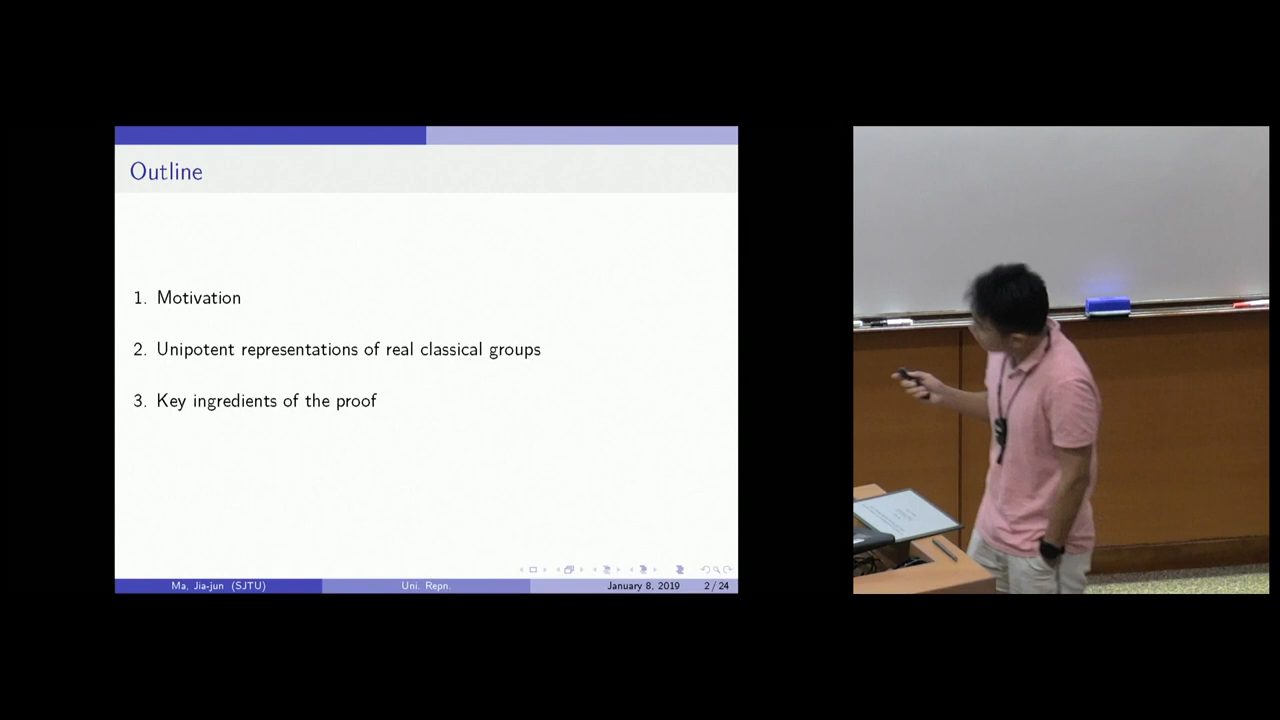 Outline
1. Motivation
2. Unipotent representations of real classical groups
3. Key ingredients of the proof
Ma, Jia-jun (SJTU) Uni. Repn. January 8, 2019 2 / 24